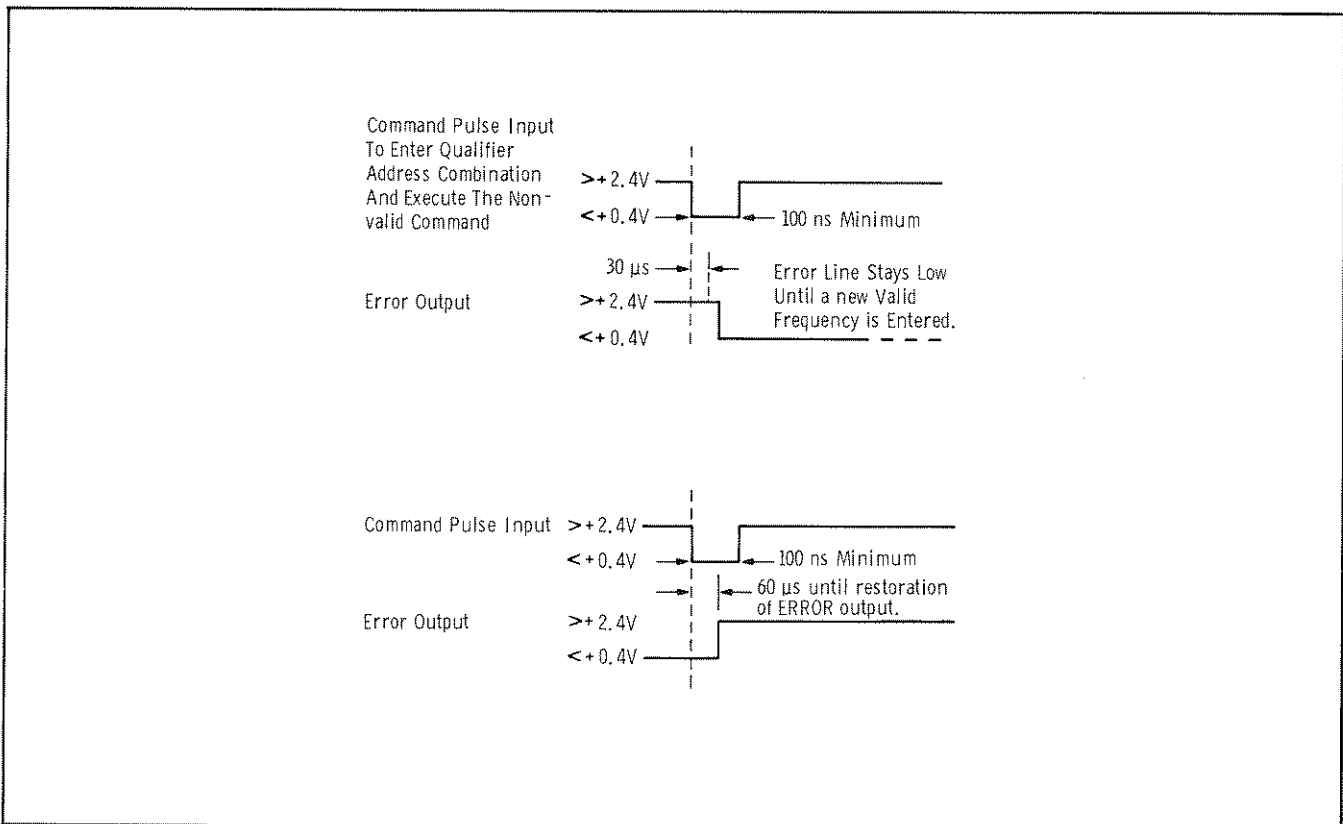 Command Pulse Input
To Enter Qualifier
Address Combination
And Execute The Non-
valid Command
>+2.4V
<+0.4V
100 ns Minimum
30 μs
Error Line Stays Low
Until a new Valid
Frequency is Entered.
Error Output
>+2.4V
<+0.4V
Command Pulse Input >+2.4V
<+0.4V
100 ns Minimum
60 μs until restoration
of ERROR output.
Error Output
>+2.4V
<+0.4V